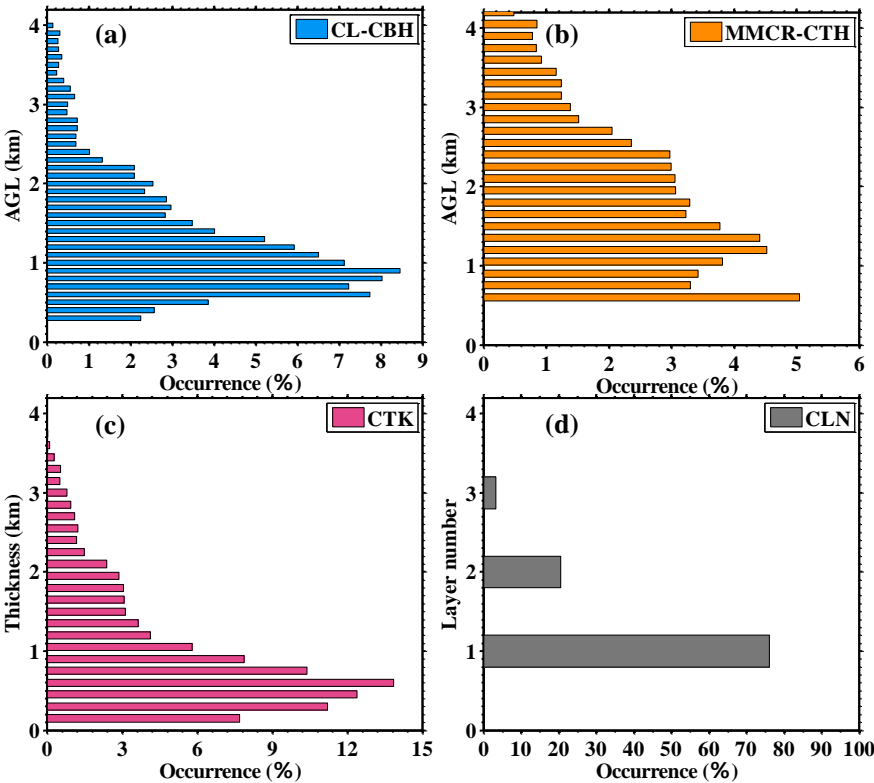 (a)
CL-CBH
AGL (km)
4
3
2
1
0
0 1 2 3 4 5 6 7 8 9
Occurrence (%)
(b)
MMCR-CTH
AGL (km)
4
3
2
1
0
0 1 2 3 4 5 6
Occurrence (%)
(c)
CTK
Thickness (km)
4
3
2
1
0
0 3 6 9 12 15
Occurrence (%)
(d)
CLN
Layer number
4
3
2
1
0
0 10 20 30 40 50 60 70 80 90 100
Occurrence (%)